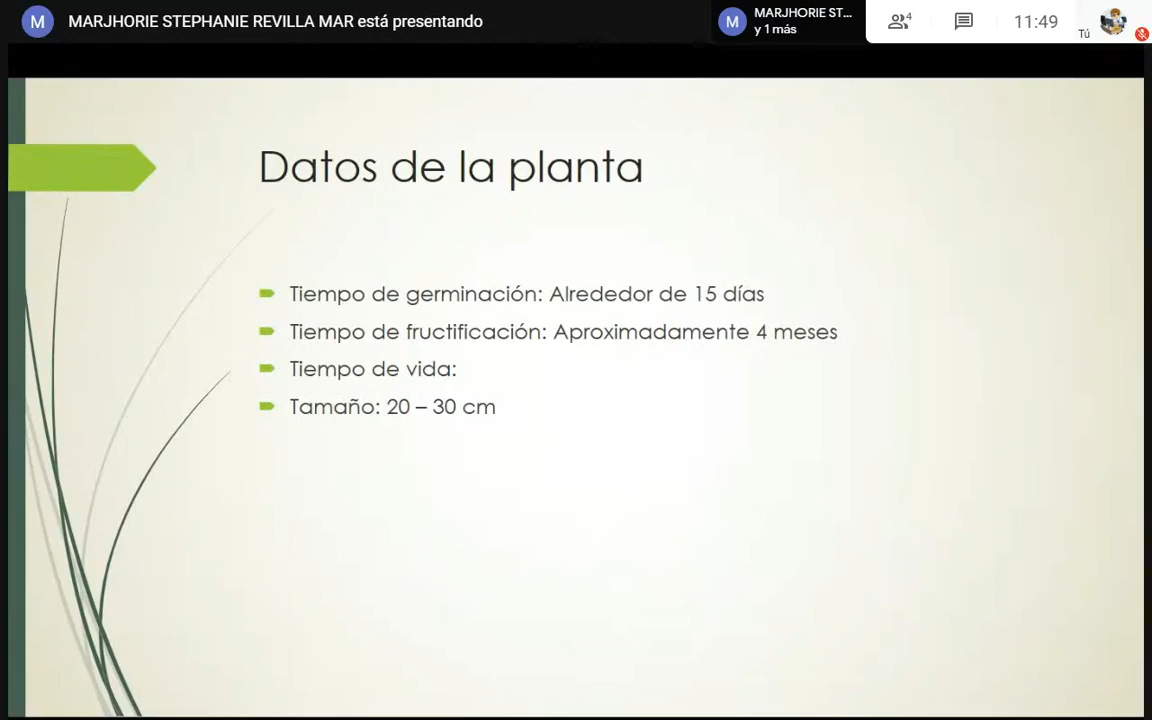 M MARJHORIE STEPHANIE REVILLA MAR está presentando
M MARJHORIE ST...
y 1 más
4
11:49
Tú
Datos de la planta
Tiempo de germinación: Alrededor de 15 días
Tiempo de fructificación: Aproximadamente 4 meses
Tiempo de vida:
Tamaño: 20 – 30 cm